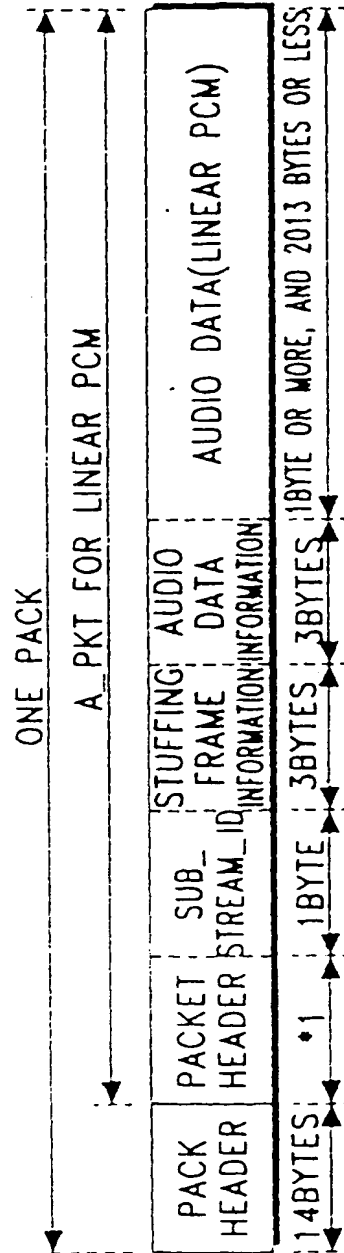 ONE PACK
A_PKT FOR LINEAR PCM
PACK
HEADER
PACKET
HEADER
SUB_
STREAM_ID
STUFFING
FRAME
INFORMATION
AUDIO
DATA
INFORMATION
AUDIO DATA(LINEAR PCM)
14BYTES
*1
1BYTE
3BYTES
3BYTES
1BYTE OR MORE, AND 2013 BYTES OR LESS